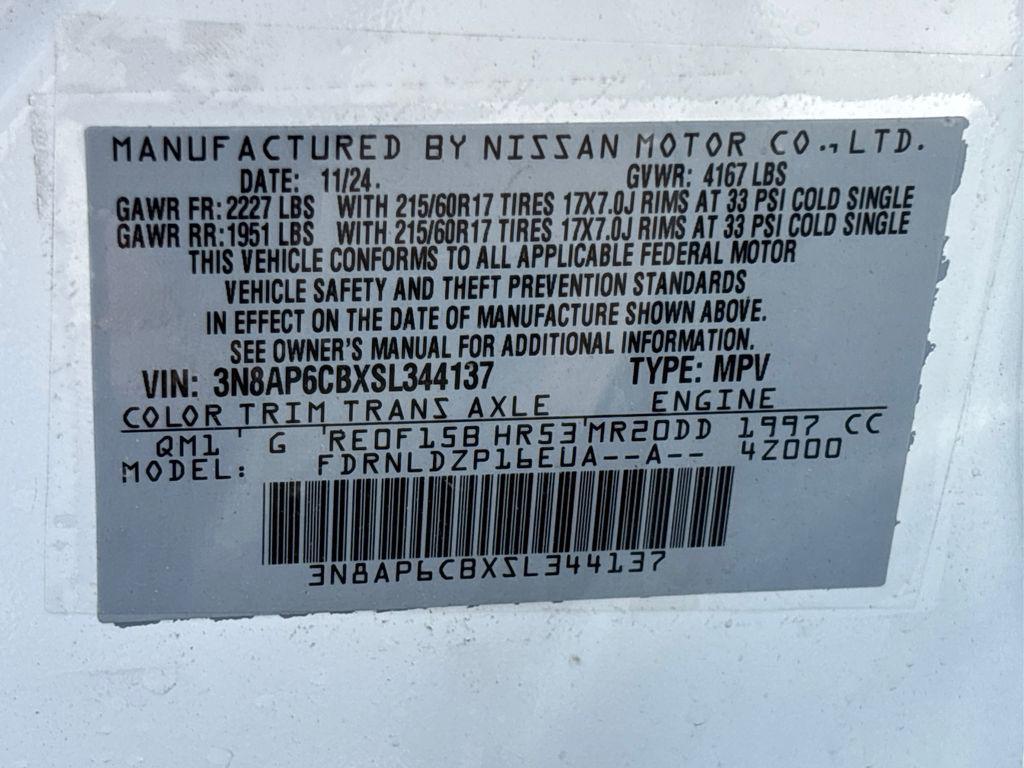 MANUFACTURED BY NISSAN MOTOR CO., LTD.
DATE: 11/24. GVWR: 4167 LBS
GAWR FR: 2227 LBS WITH 215/60R17 TIRES 17X7.0J RIMS AT 33 PSI COLD SINGLE
GAWR RR: 1951 LBS WITH 215/60R17 TIRES 17X7.0J RIMS AT 33 PSI COLD SINGLE
THIS VEHICLE CONFORMS TO ALL APPLICABLE FEDERAL MOTOR
VEHICLE SAFETY AND THEFT PREVENTION STANDARDS
IN EFFECT ON THE DATE OF MANUFACTURE SHOWN ABOVE.
SEE OWNER'S MANUAL FOR ADDITIONAL INFORMATION.
VIN: 3N8AP6CBXSL344137 TYPE: MPV
COLOR TRIM TRANS AXLE ENGINE
QM1 G RE0F15B HR53 MR20DD 1997 CC
MODEL: FDRNLDZP16EUA--A-- 4Z000
3N8AP6CBXSL344137